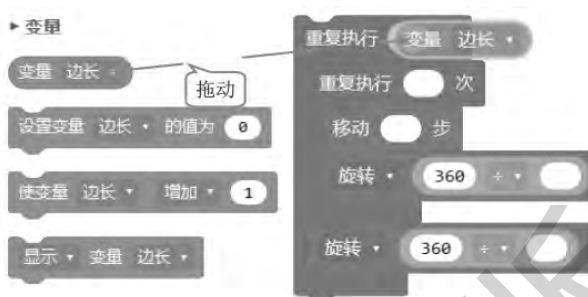 ▸变量
变量 边长
拖动
设置变量 边长 的值为 0
使变量 边长 增加 1
显示 变量 边长
重复执行 变量 边长
重复执行 次
移动 步
旋转 360 ÷
旋转 360 ÷